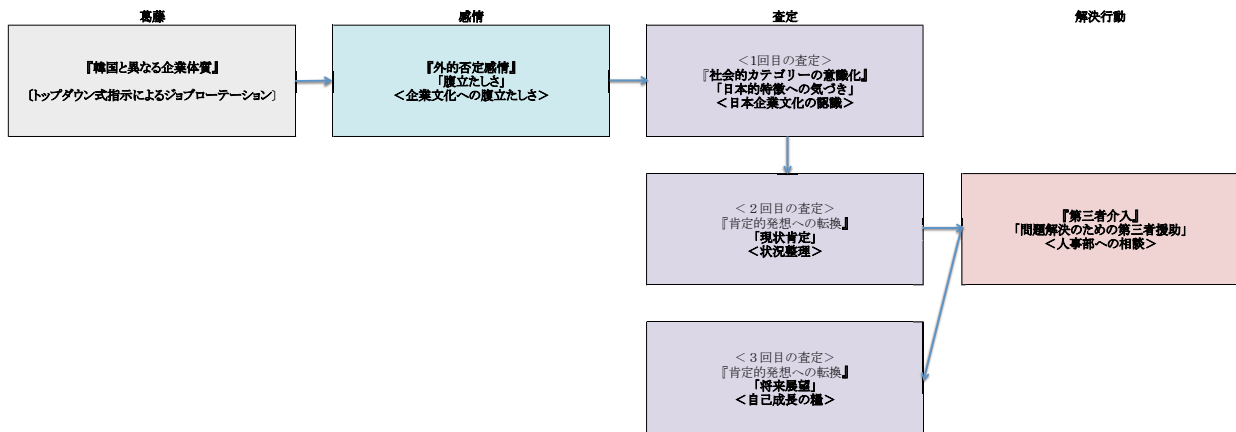 葛藤
感情
査定
解決行動
『韓国と異なる企業体質』
〔トップダウン式指示によるジョブローテーション〕
『外的否定感情』
「腹立たしさ」
＜企業文化への腹立たしさ＞
＜1回目の査定＞
『社会的カテゴリーの意識化』
「日本的特徴への気づき」
＜日本企業文化の認識＞
＜２回目の査定＞
『肯定的発想への転換』
「現状肯定」
＜状況整理＞
『第三者介入』
「問題解決のための第三者援助」
＜人事部への相談＞
＜３回目の査定＞
『肯定的発想への転換』
「将来展望」
＜自己成長の糧＞